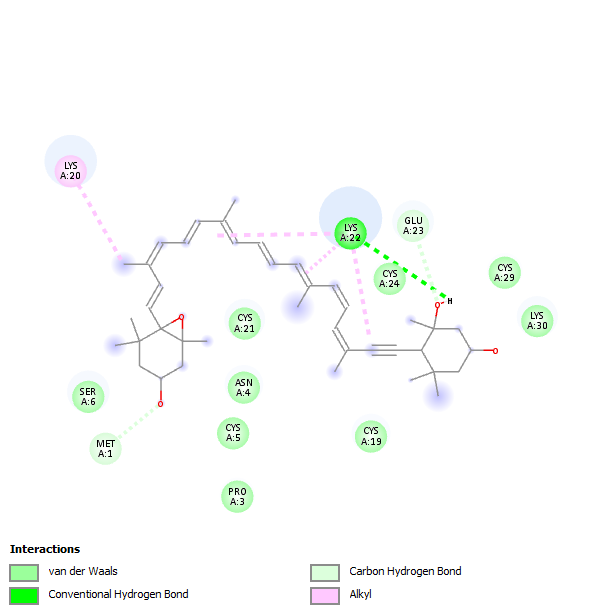 LYS
A:20
LYS
A:22
GLU
A:23
CYS
A:24
CYS
A:29
H
O
LYS
A:30
O
CYS
A:21
O
ASN
A:4
SER
A:6
O
CYS
A:5
CYS
A:19
MET
A:1
PRO
A:3
Interactions
van der Waals
Carbon Hydrogen Bond
Conventional Hydrogen Bond
Alkyl